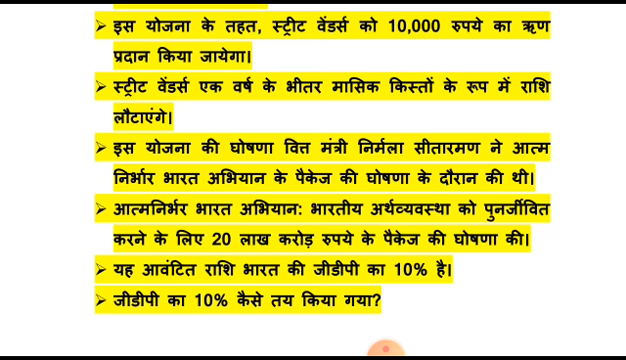 ➢ इस योजना के तहत, स्ट्रीट वेंडर्स को 10,000 रुपये का ऋण
प्रदान किया जायेगा।
➢ स्ट्रीट वेंडर्स एक वर्ष के भीतर मासिक किस्तों के रूप में राशि
लौटाएंगे।
➢ इस योजना की घोषणा वित्त मंत्री निर्मला सीतारमण ने आत्म
निर्भार भारत अभियान के पैकेज की घोषणा के दौरान की थी।
➢ आत्मनिर्भर भारत अभियान: भारतीय अर्थव्यवस्था को पुनर्जीवित
करने के लिए 20 लाख करोड़ रुपये के पैकेज की घोषणा की।
➢ यह आवंटित राशि भारत की जीडीपी का 10% है।
➢ जीडीपी का 10% कैसे तय किया गया?